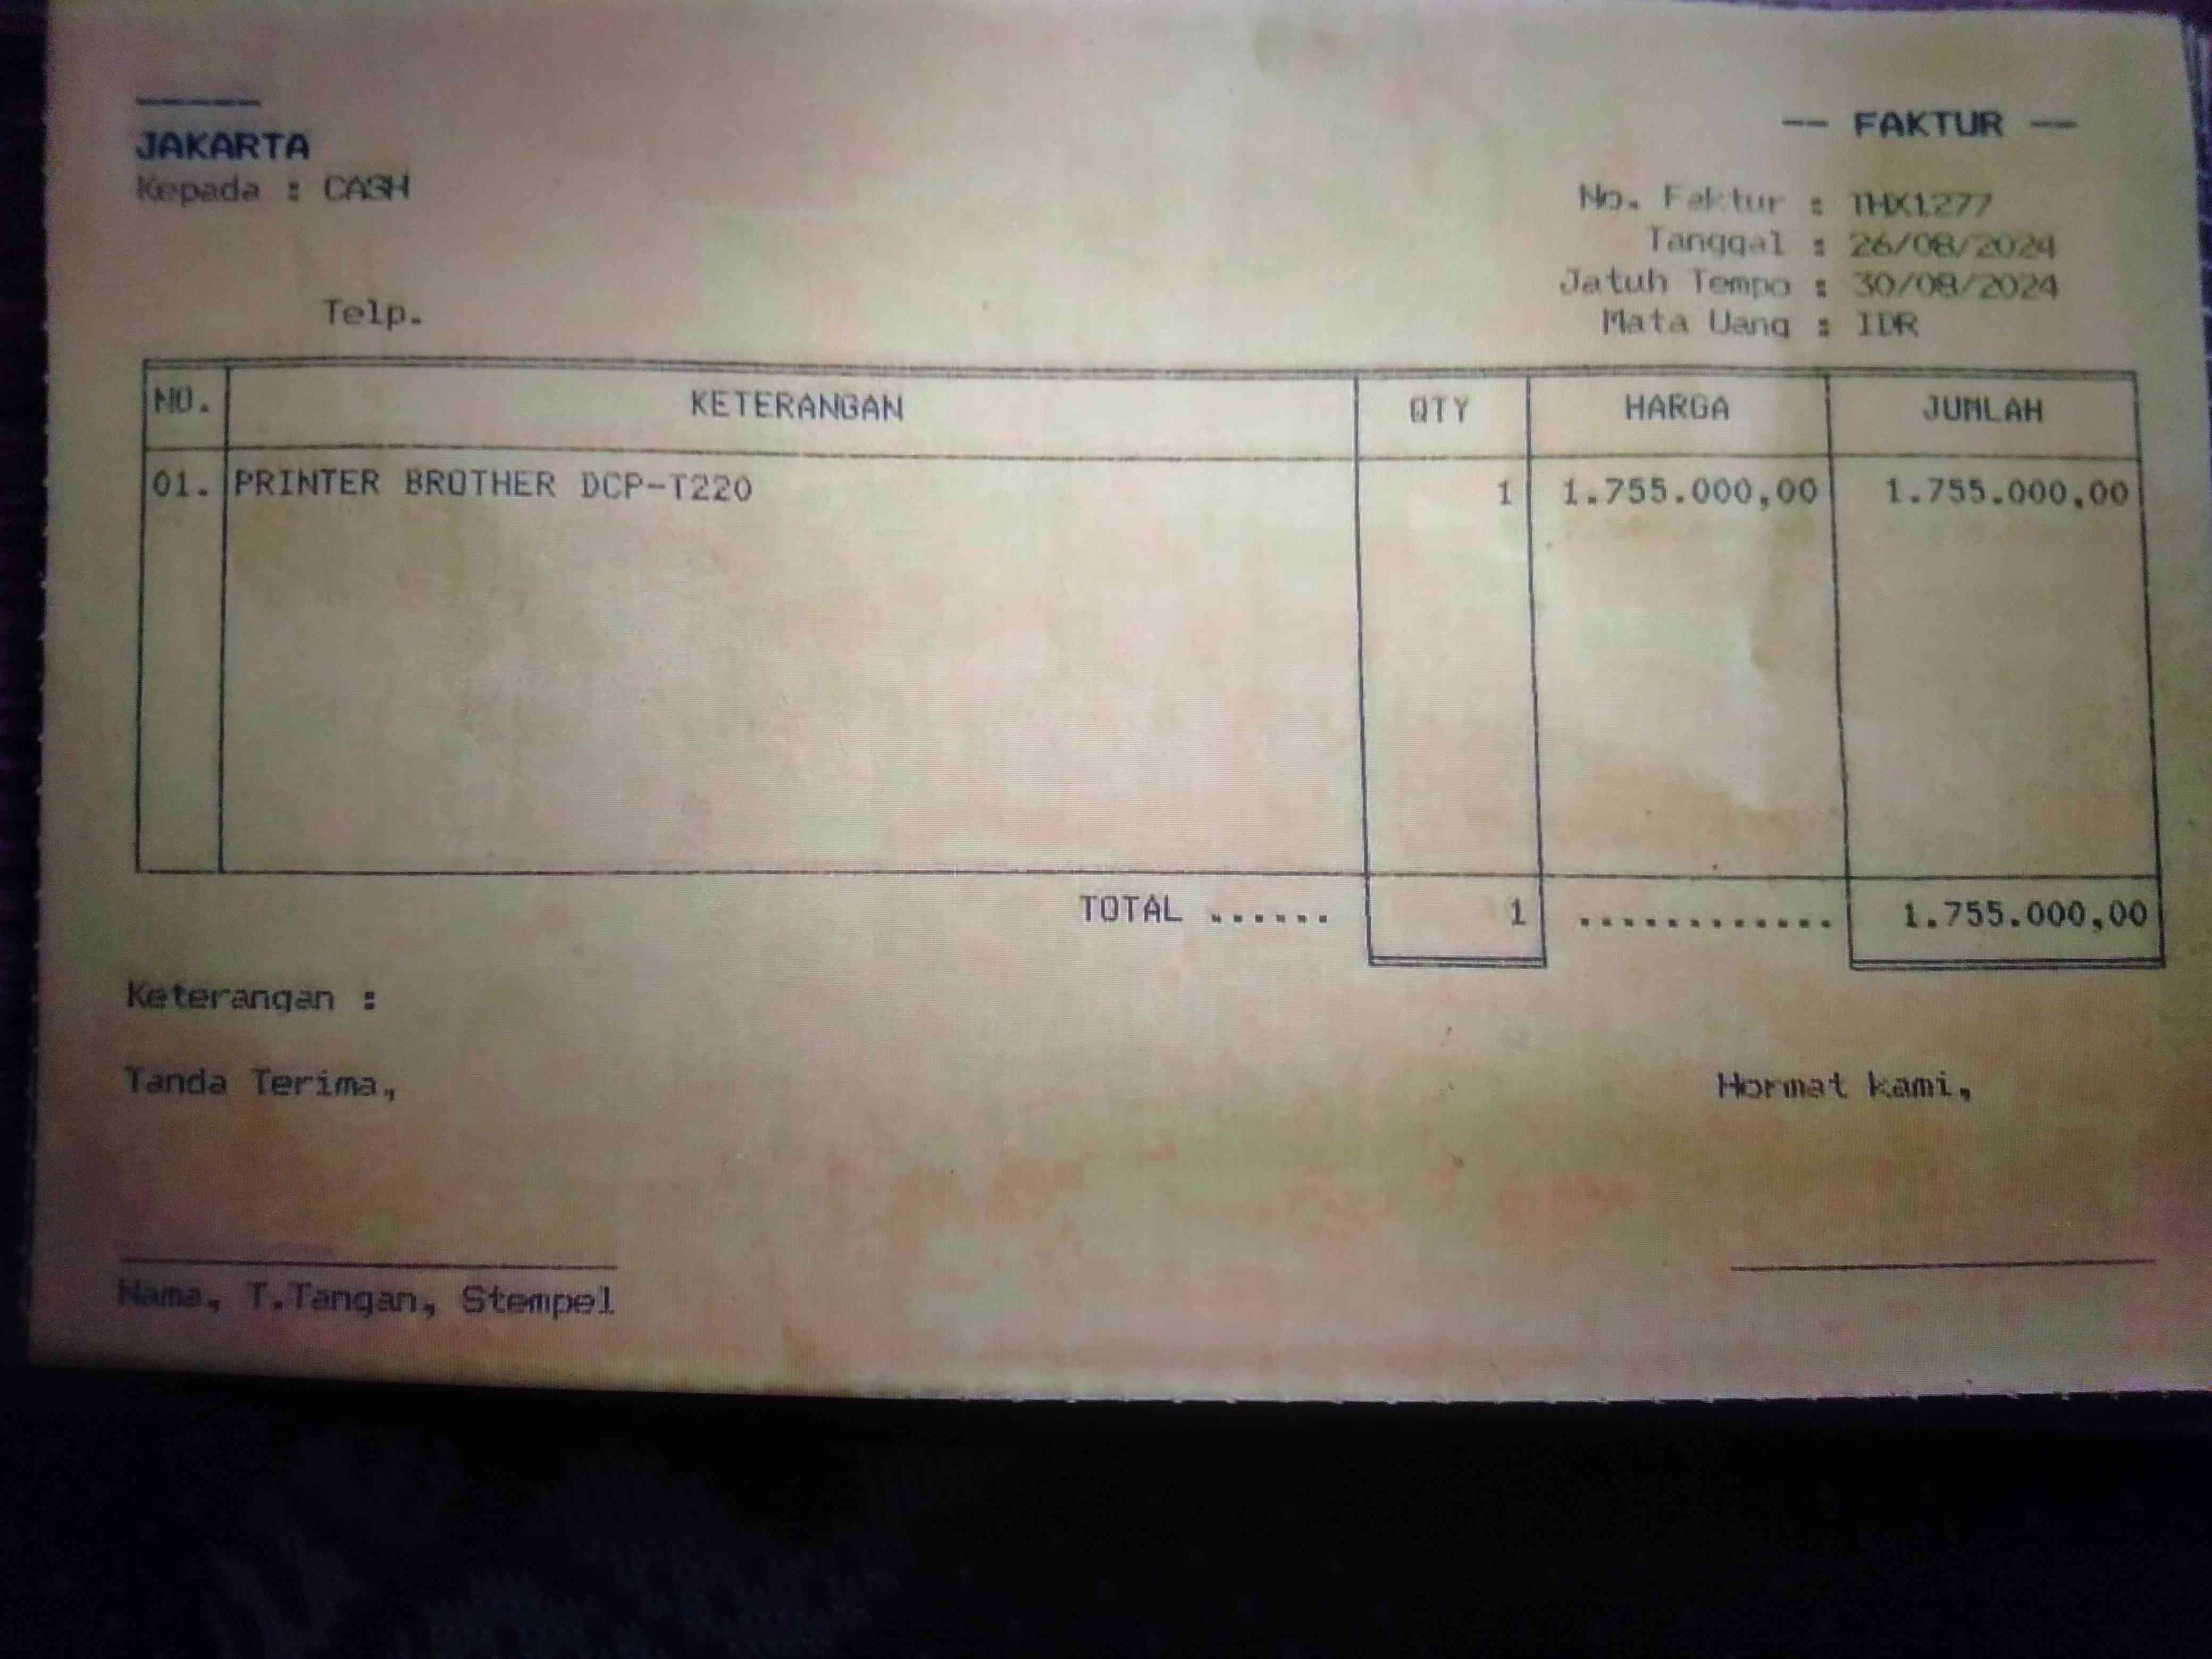 -----
JAKARTA
Kepada : CASH
Telp.
-- FAKTUR --
No. Faktur : THX1277
Tanggal : 26/08/2024
Jatuh Tempo : 30/08/2024
Mata Uang : IDR
NO. KETERANGAN QTY HARGA JUMLAH
01. PRINTER BROTHER DCP-T220 1 1.755.000,00 1.755.000,00
TOTAL ...... 1 ............ 1.755.000,00
Keterangan :
Tanda Terima, Hormat kami,
Nama, T.Tangan, Stempel